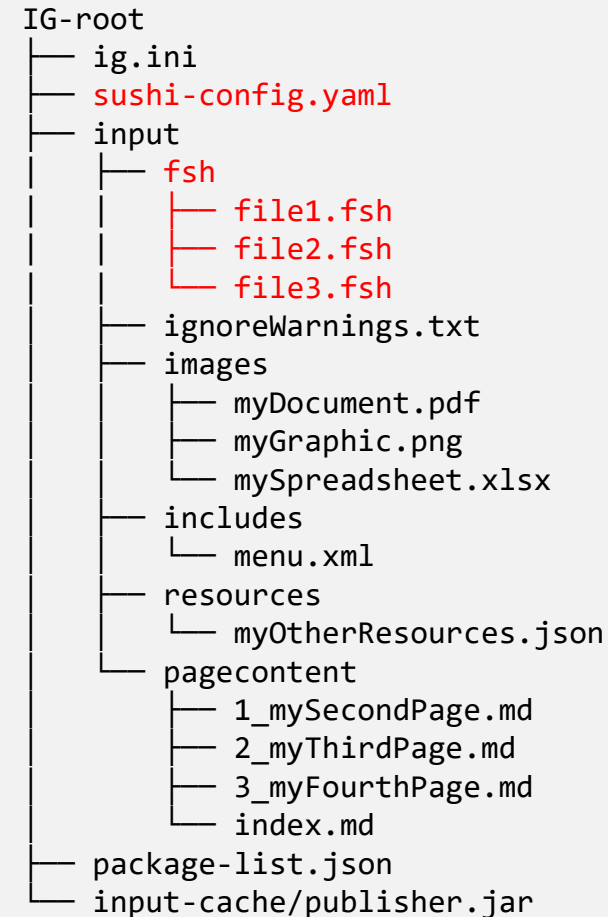 IG-root
├── ig.ini
├── sushi-config.yaml
├── input
│   ├── fsh
│   │   ├── file1.fsh
│   │   ├── file2.fsh
│   │   └── file3.fsh
│   ├── ignoreWarnings.txt
│   ├── images
│   │   ├── myDocument.pdf
│   │   ├── myGraphic.png
│   │   └── mySpreadsheet.xlsx
│   ├── includes
│   │   └── menu.xml
│   ├── resources
│   │   └── myOtherResources.json
│   └── pagecontent
│       ├── 1_mySecondPage.md
│       ├── 2_myThirdPage.md
│       ├── 3_myFourthPage.md
│       └── index.md
├── package-list.json
└── input-cache/publisher.jar